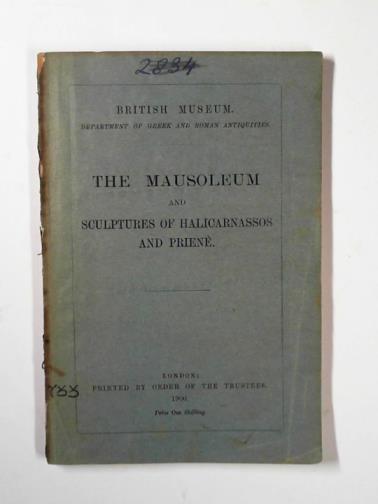 2834
BRITISH MUSEUM.
DEPARTMENT OF GREEK AND ROMAN ANTIQUITIES.
THE MAUSOLEUM
AND
SCULPTURES OF HALICARNASSOS
AND PRIENÈ.
LONDON:
PRINTED BY ORDER OF THE TRUSTEES.
1900.
Price One Shilling.